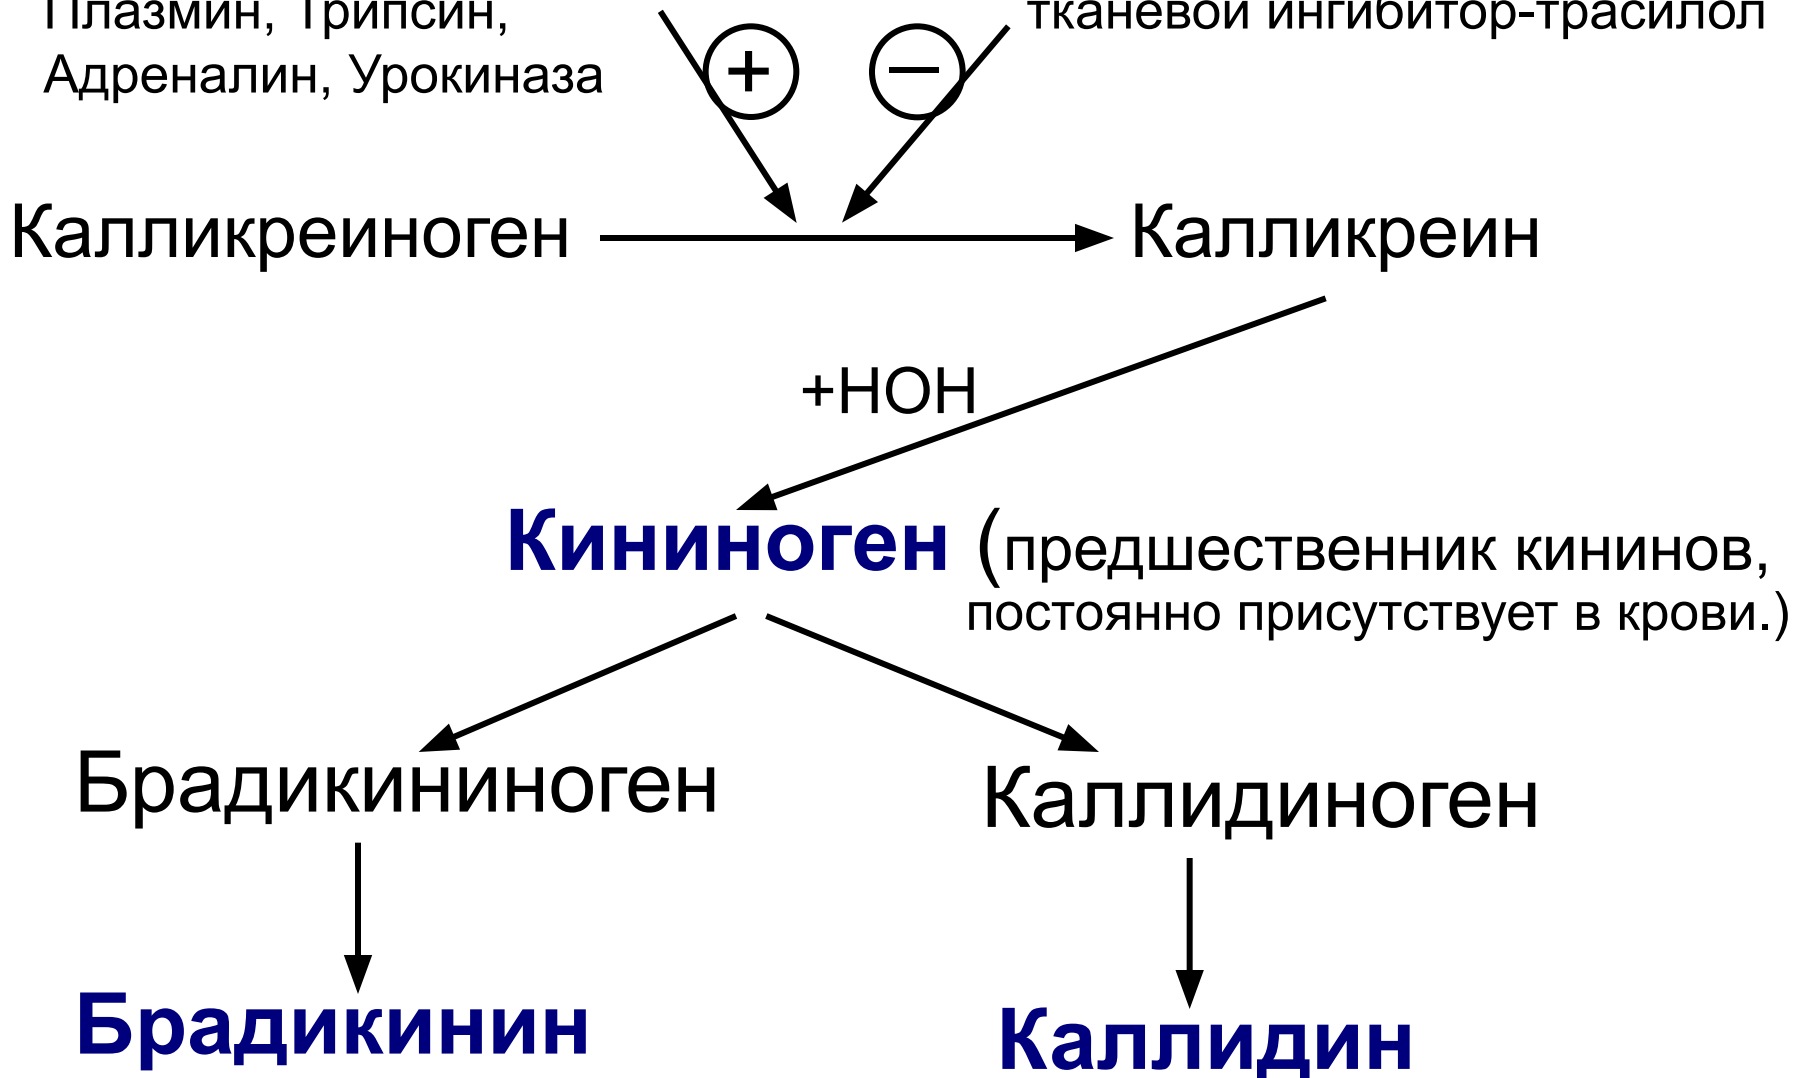 Плазмин, Трипсин,
тканевой ингибитор-трасилол
Адреналин, Урокиназа
+
−
Калликреиноген
Калликреин
+НОН
Кининоген (предшественник кининов,
постоянно присутствует в крови.)
Брадикининоген
Каллидиноген
Брадикинин
Каллидин